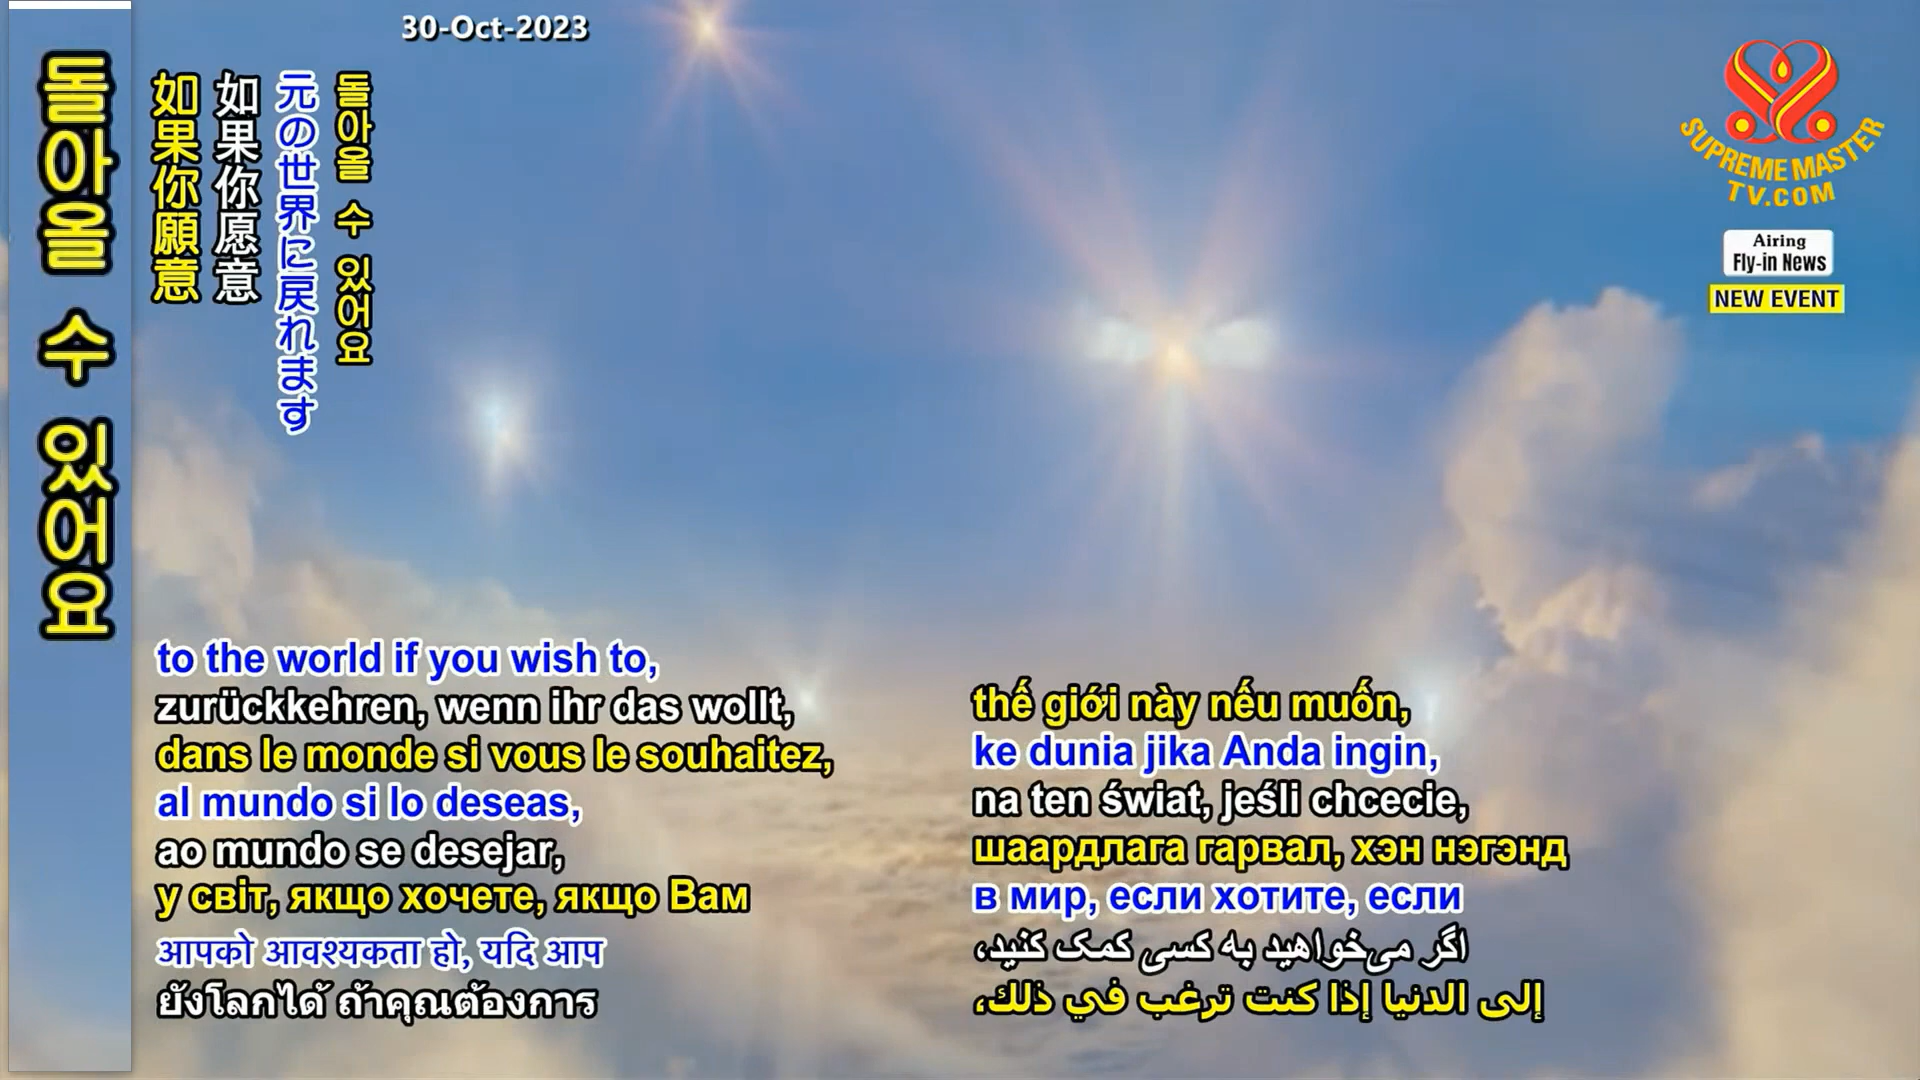 30-Oct-2023
돌아올 수 있어요
如果你願意
如果你愿意
元の世界に戻れます
돌아올 수 있어요
SUPREME MASTER
TV.COM
Airing
Fly-in News
NEW EVENT
to the world if you wish to,
zurückkehren, wenn ihr das wollt,
dans le monde si vous le souhaitez,
al mundo si lo deseas,
ao mundo se desejar,
у світ, якщо хочете, якщо Вам
आपको आवश्यकता हो, यदि आप
ยังโลกได้ ถ้าคุณต้องการ
thế giới này nếu muốn,
ke dunia jika Anda ingin,
na ten świat, jeśli chcecie,
шаардлага гарвал, хэн нэгэнд
в мир, если хотите, если
اگر می‌خواهید به کسی کمک کنید،
إلى الدنيا إذا كنت ترغب في ذلك،